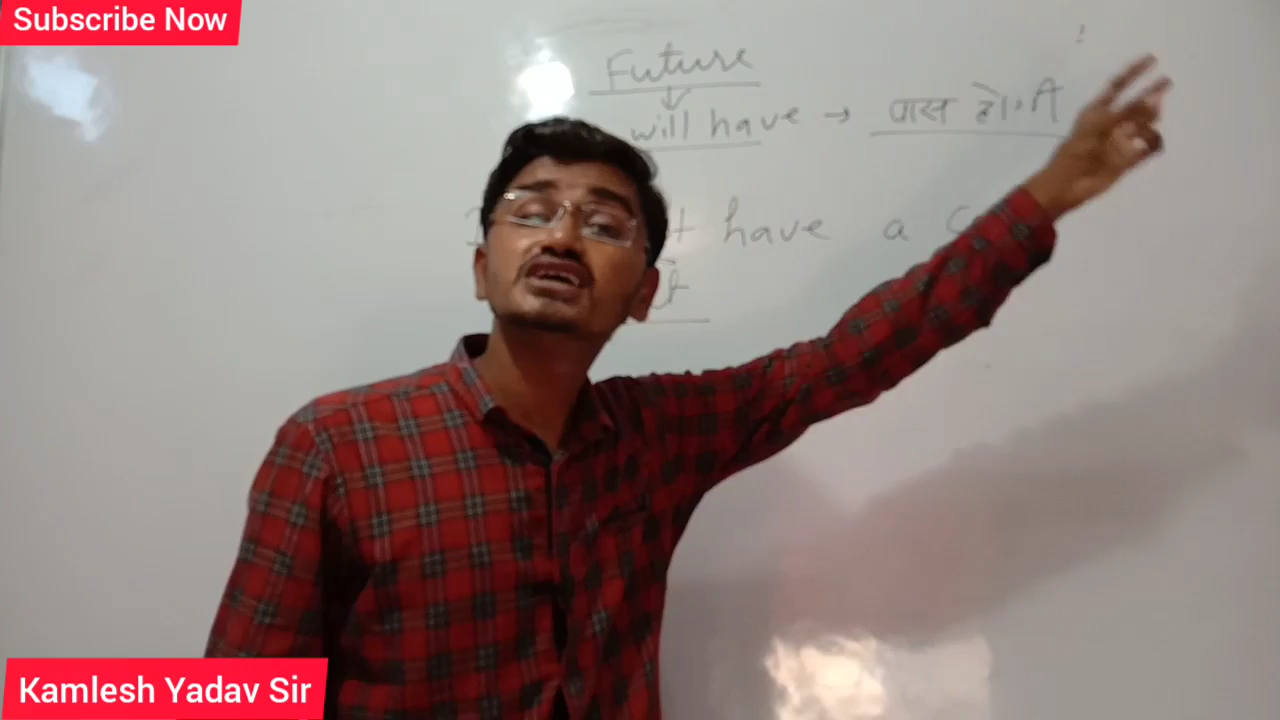 Subscribe Now
Future
will have → पास होगा
have a
Kamlesh Yadav Sir